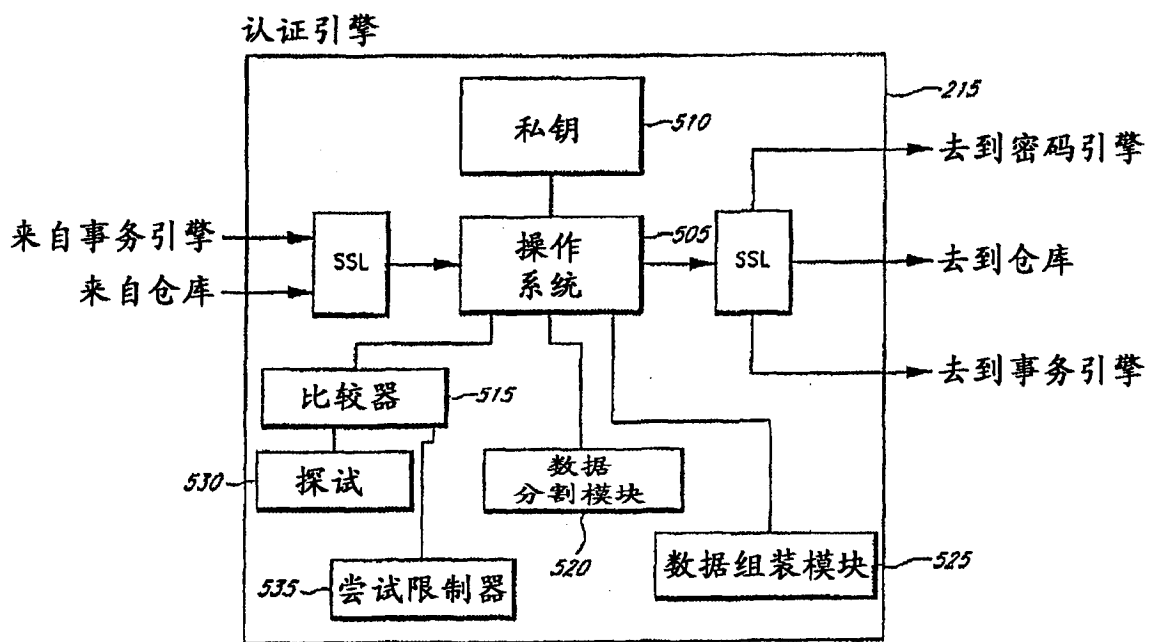 认证引擎
215
私钥
510
去到密码引擎
来自事务引擎
SSL
操作
系统
505
SSL
去到仓库
来自仓库
去到事务引擎
比较器
515
530
探试
数据
分割模块
520
535
尝试限制器
数据组装模块
525